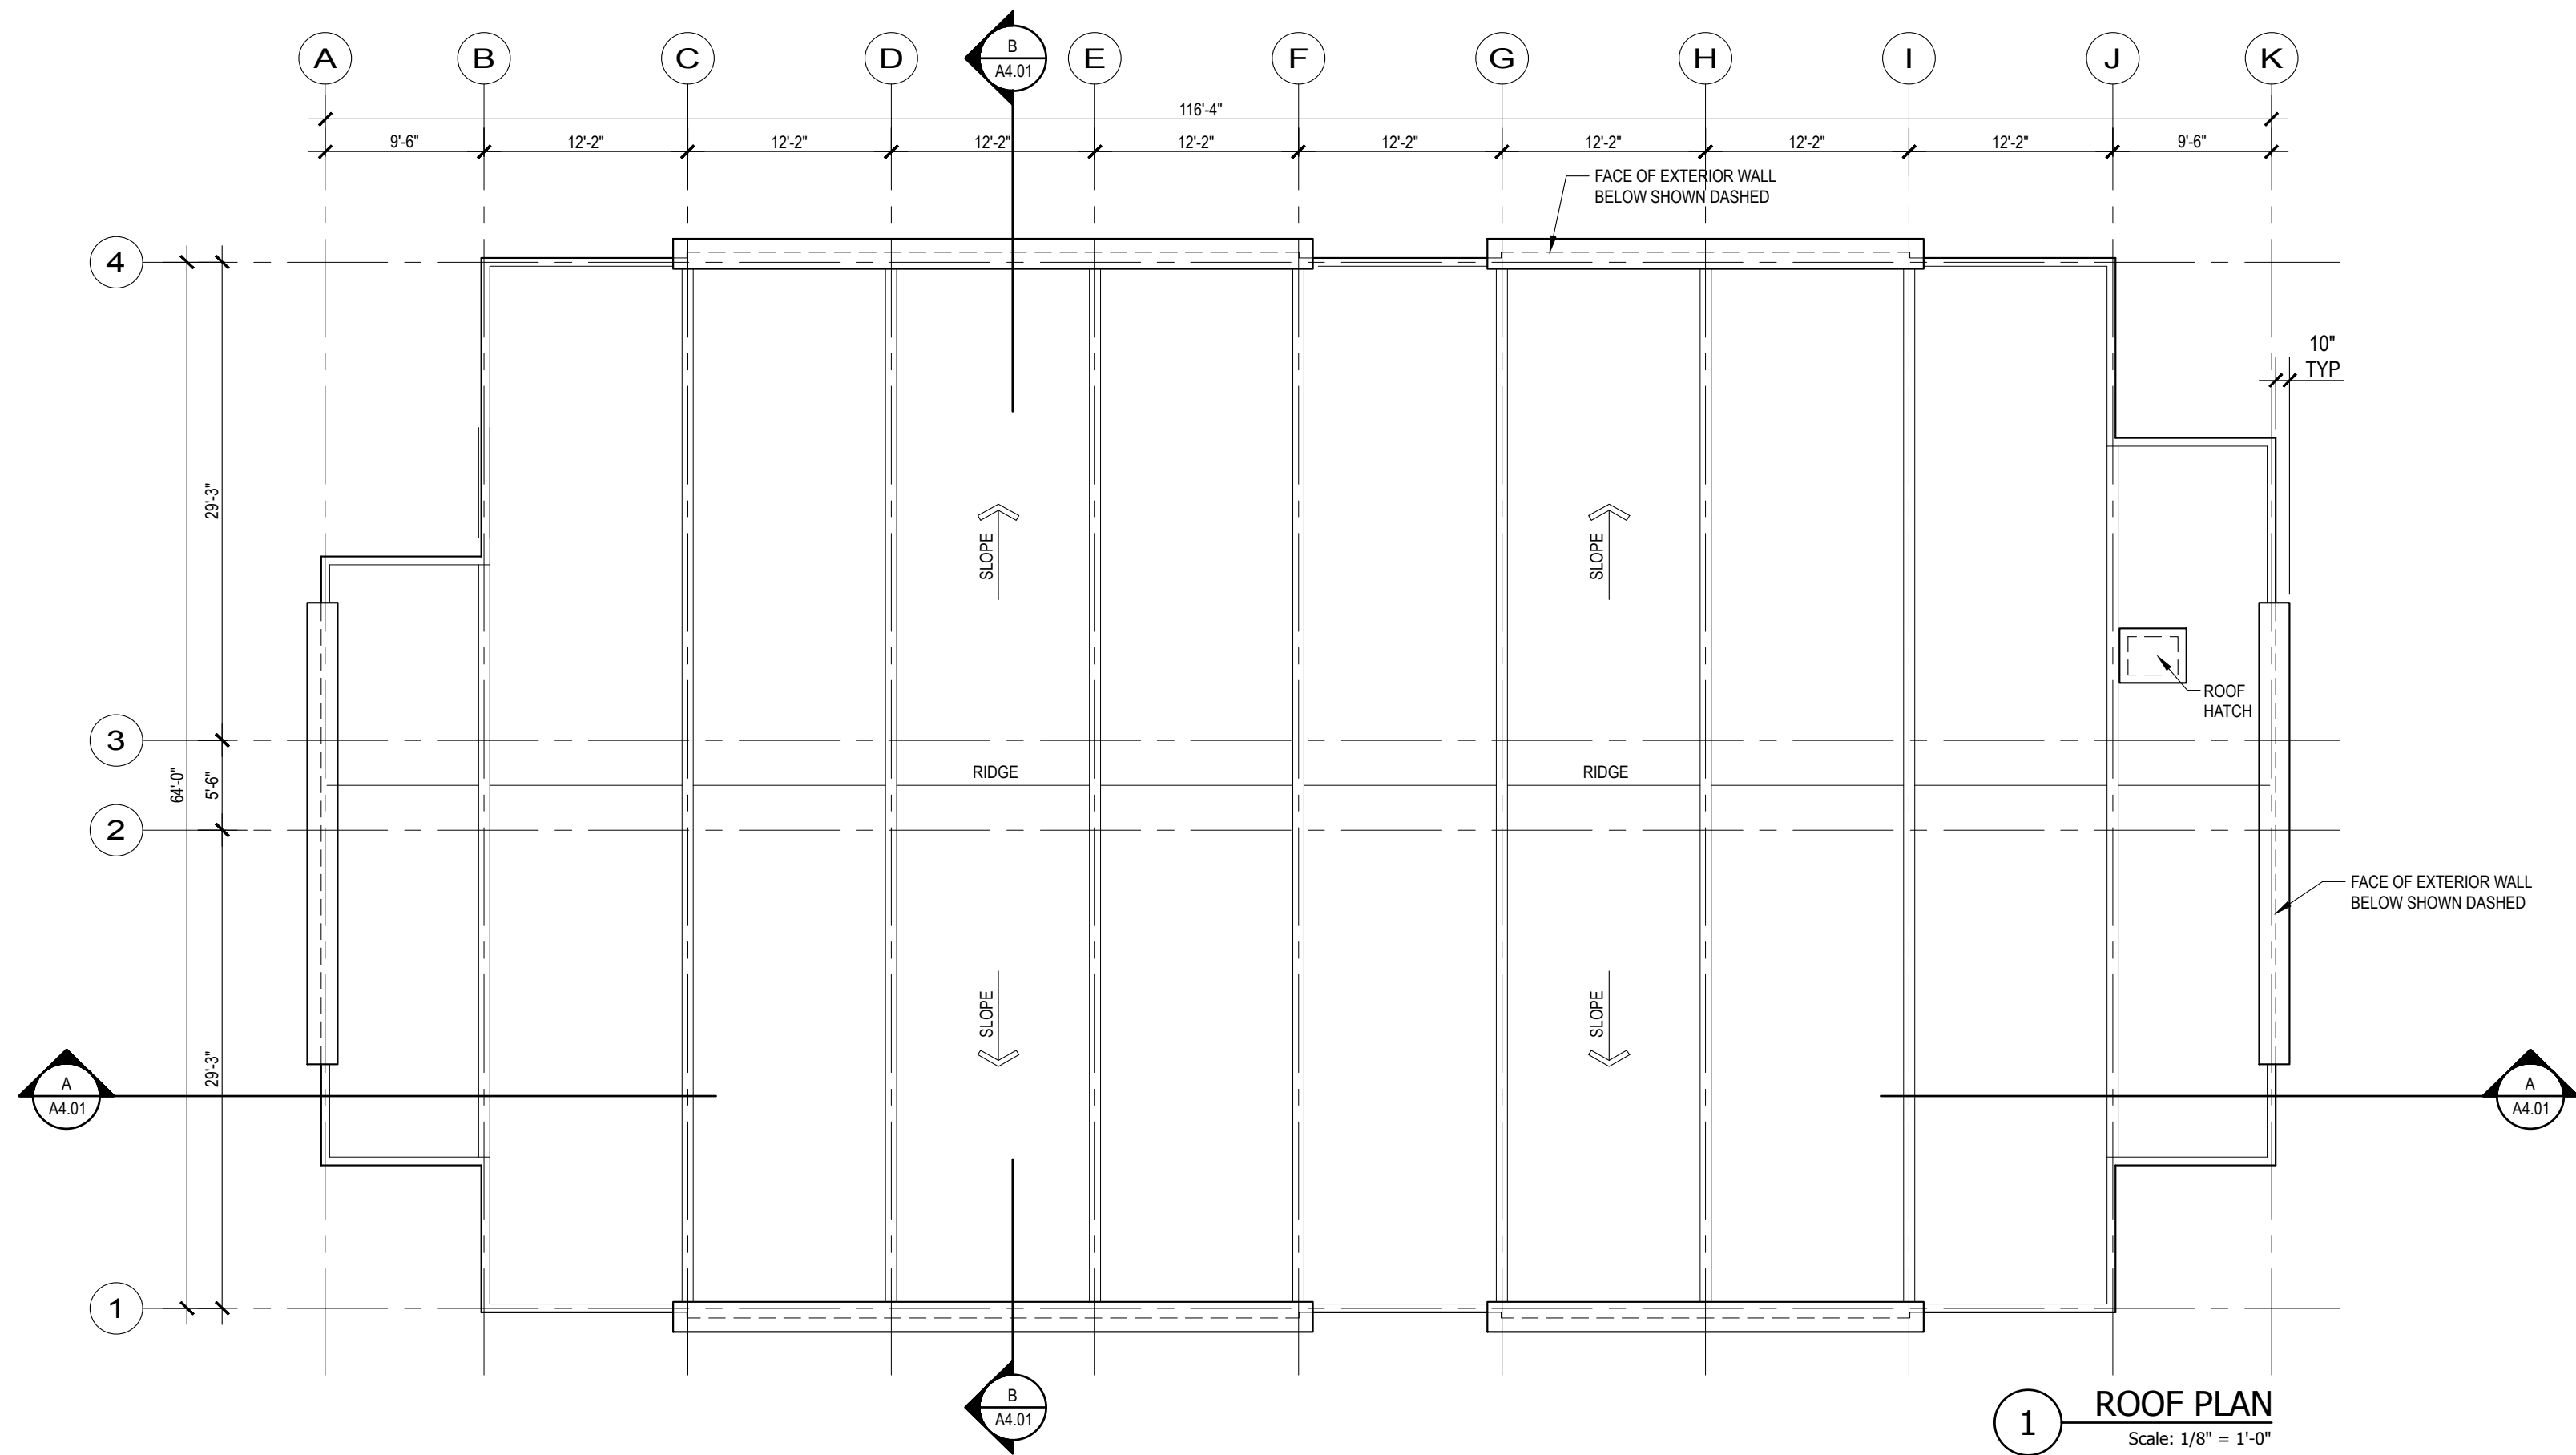 A B C D B E F G H I J K
A4.01
116'-4"
9'-6" 12'-2" 12'-2" 12'-2" 12'-2" 12'-2" 12'-2" 12'-2" 12'-2" 9'-6"
FACE OF EXTERIOR WALL
BELOW SHOWN DASHED
4
10"
TYP
29'-3"
SLOPE
SLOPE
ROOF
HATCH
3
64'-0"
5'-6"
RIDGE
RIDGE
2
FACE OF EXTERIOR WALL
BELOW SHOWN DASHED
SLOPE
SLOPE
29'-3"
A
A4.01
A
A4.01
1
B
A4.01
1
ROOF PLAN
Scale: 1/8" = 1'-0"